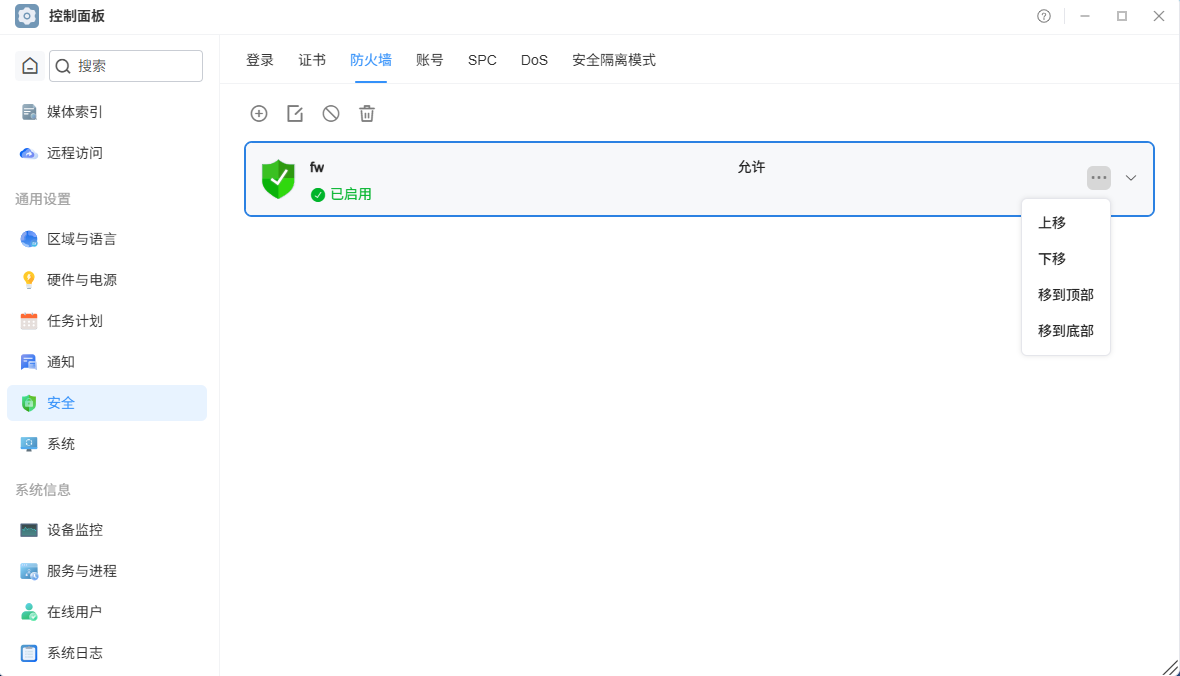 控制面板
搜索
媒体索引
远程访问
通用设置
区域与语言
硬件与电源
任务计划
通知
安全
系统
系统信息
设备监控
服务与进程
在线用户
系统日志
登录 证书 防火墙 账号 SPC DoS 安全隔离模式
fw 允许
已启用
上移
下移
移到顶部
移到底部